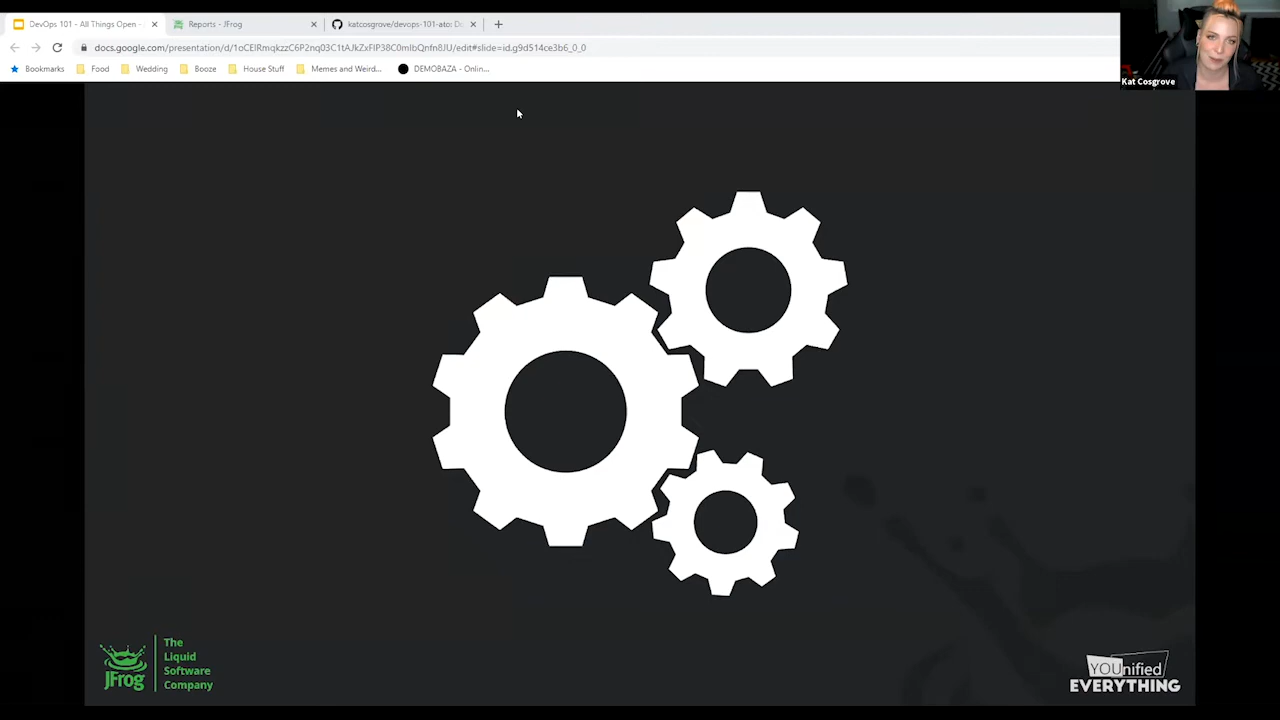 DevOps 101 - All Things Open -
Reports - JFrog
katcosgrove/devops-101-ato: Do
docs.google.com/presentation/d/1oCElRmqkzzC6P2nq03C1tAJkZxFIP38C0mIbQnfn8JU/edit#slide=id.g9d514ce3b6_0_0
Bookmarks
Food
Wedding
Booze
House Stuff
Memes and Weird...
DEMOBAZA - Onlin...
Kat Cosgrove
JFrog
The
Liquid
Software
Company
YOUnified
EVERYTHING